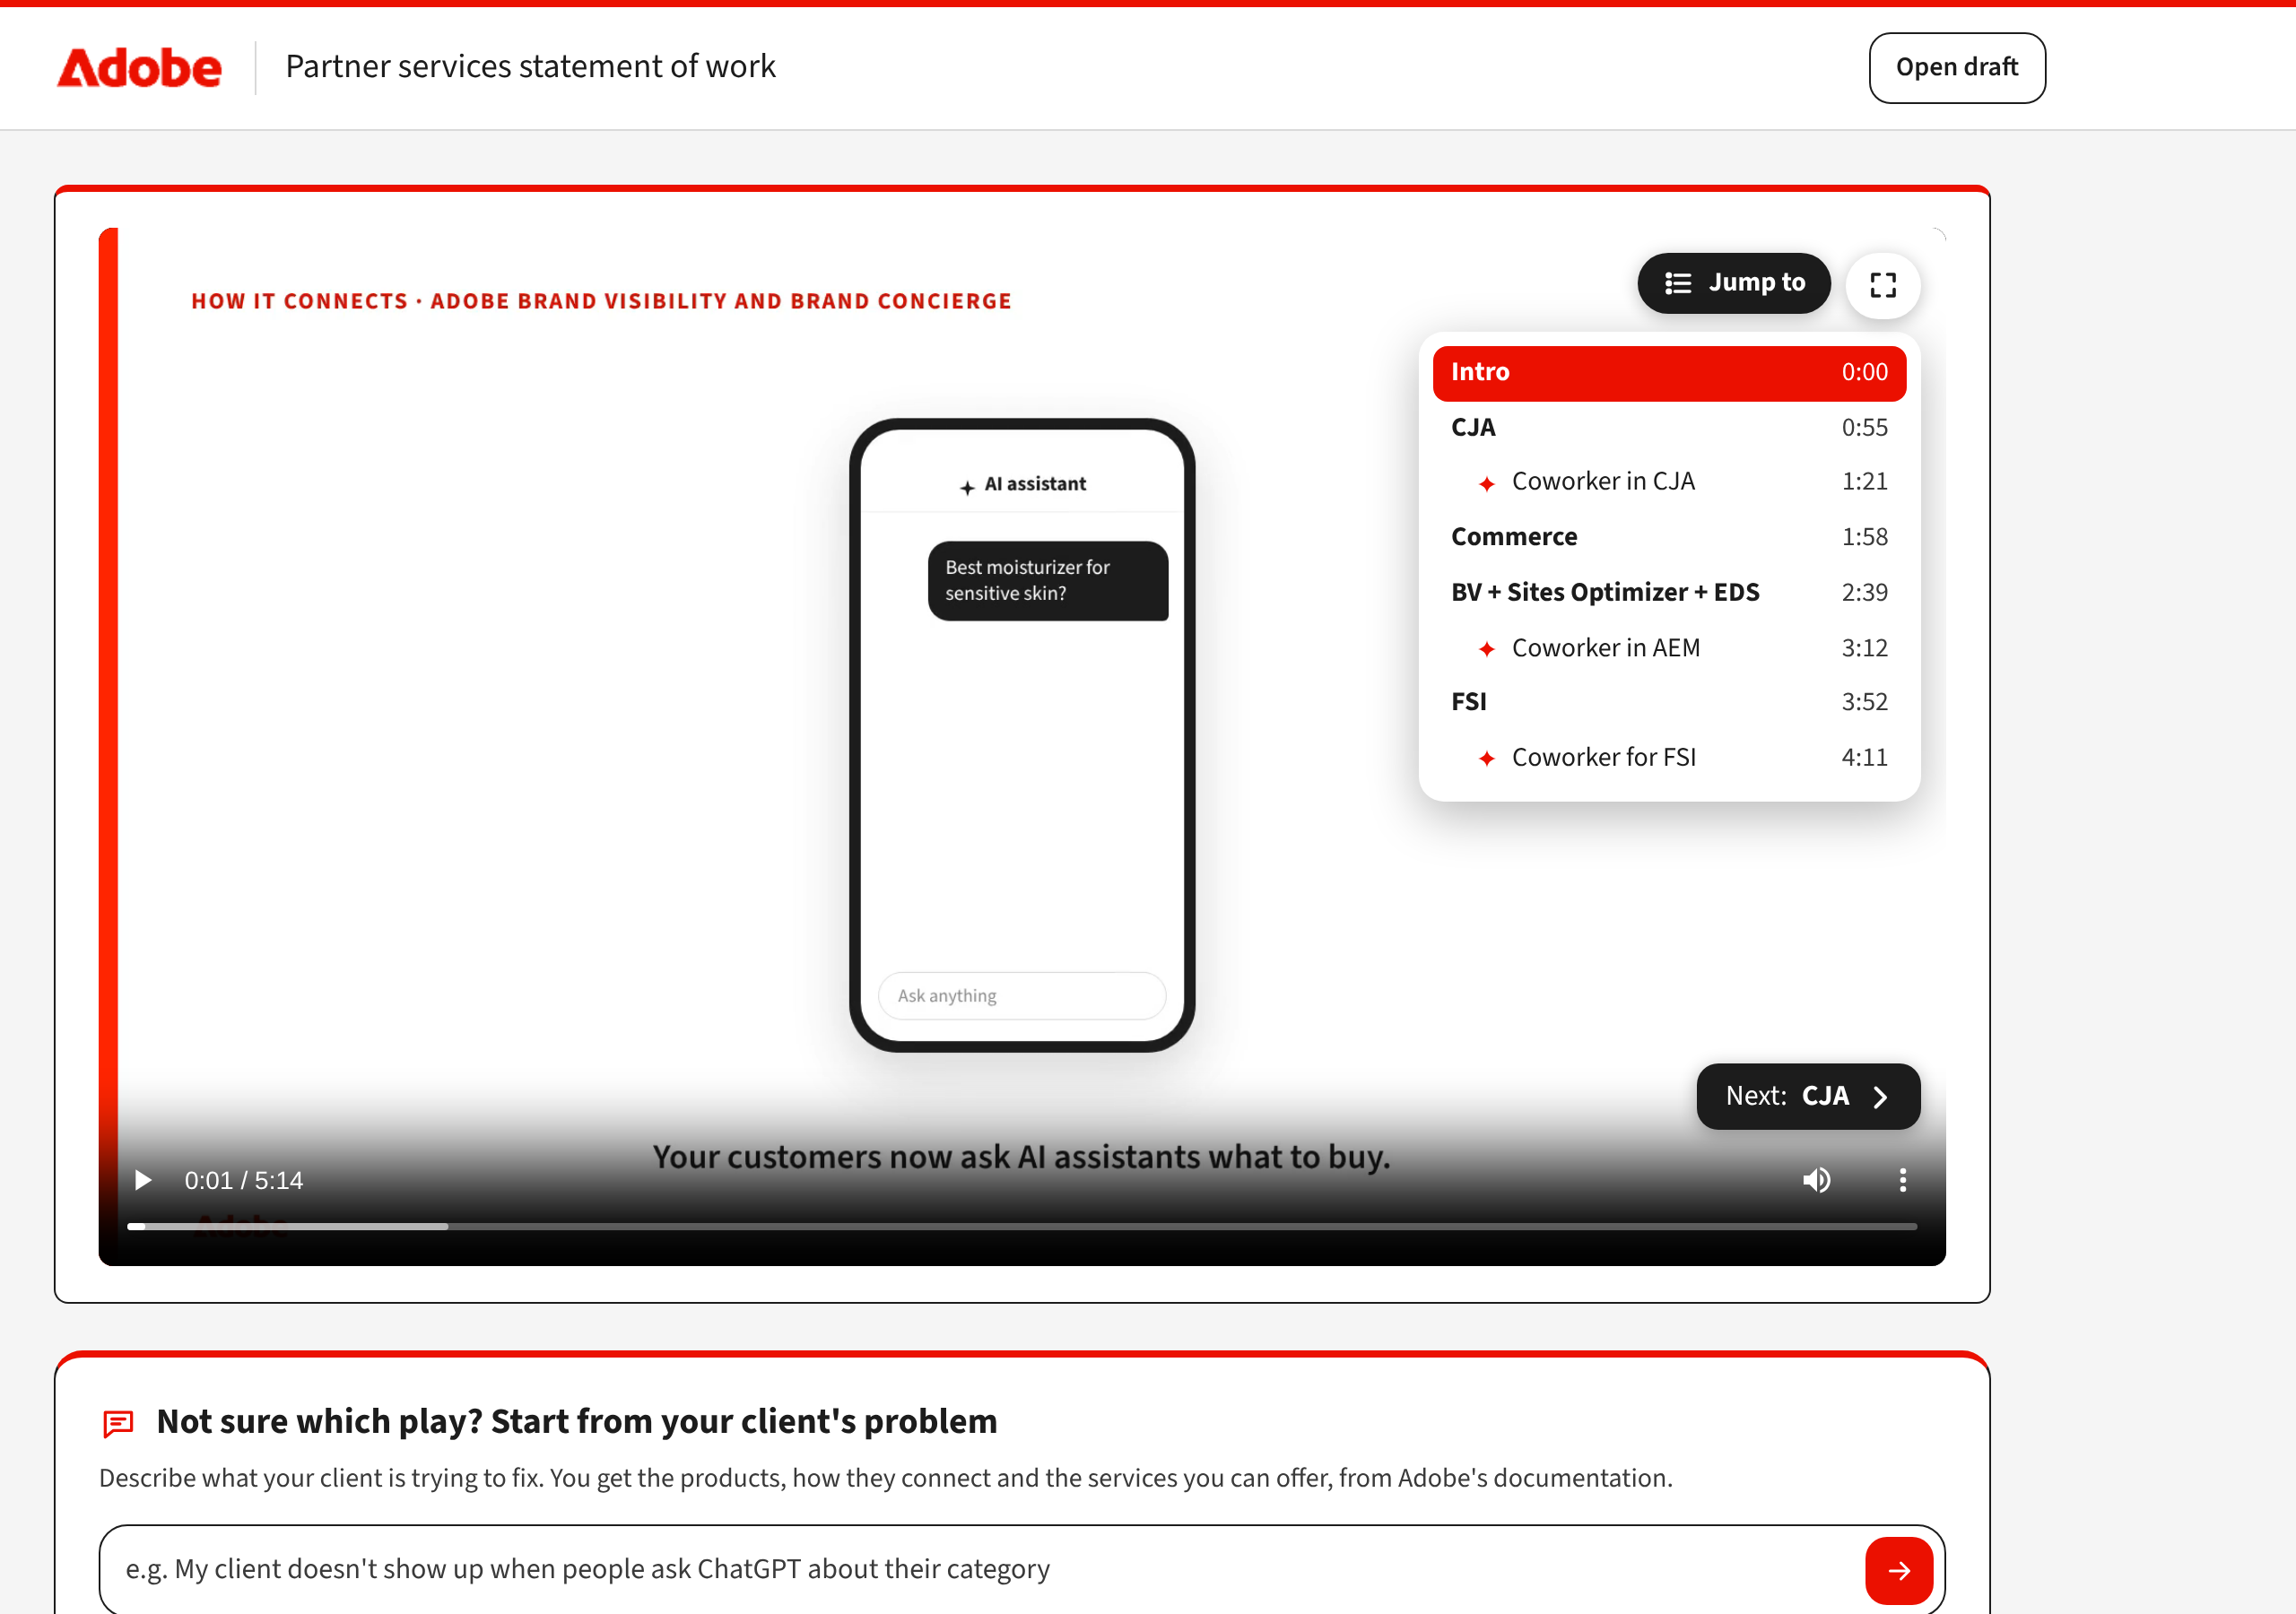 Adobe
Partner services statement of work
Open draft
HOW IT CONNECTS · ADOBE BRAND VISIBILITY AND BRAND CONCIERGE
Jump to
Intro 0:00
CJA 0:55
Coworker in CJA 1:21
Commerce 1:58
BV + Sites Optimizer + EDS 2:39
Coworker in AEM 3:12
FSI 3:52
Coworker for FSI 4:11
AI assistant
Best moisturizer for
sensitive skin?
Ask anything
Next: CJA
Your customers now ask AI assistants what to buy.
0:01 / 5:14
Adobe
Not sure which play? Start from your client's problem
Describe what your client is trying to fix. You get the products, how they connect and the services you can offer, from Adobe's documentation.
e.g. My client doesn't show up when people ask ChatGPT about their category